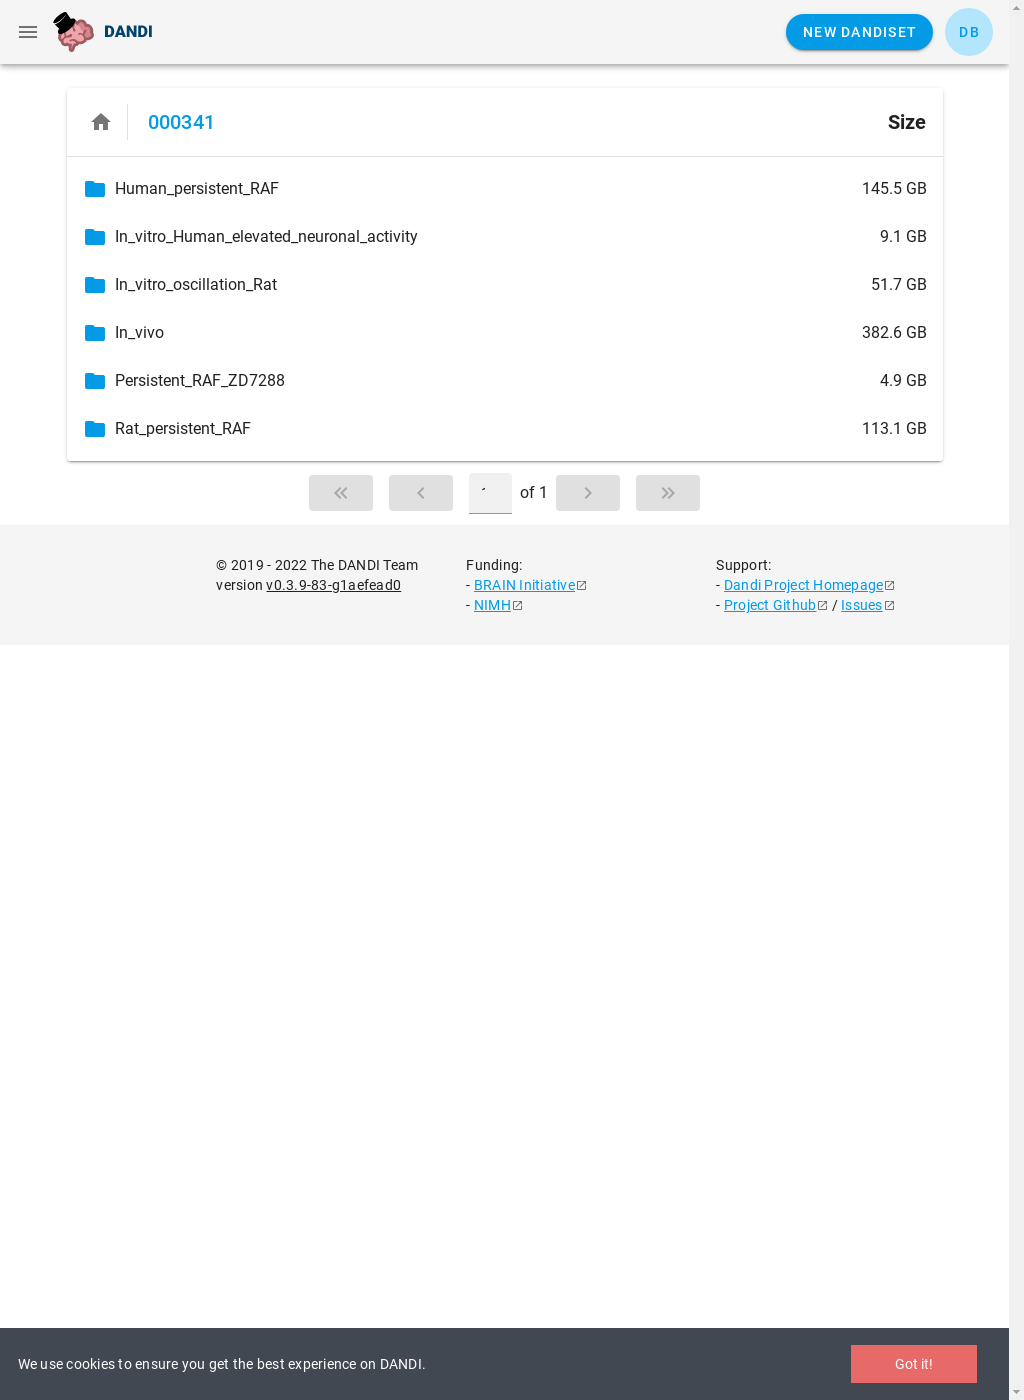 DANDI
NEW DANDISET
DB
000341
Size
Human_persistent_RAF
145.5 GB
In_vitro_Human_elevated_neuronal_activity
9.1 GB
In_vitro_oscillation_Rat
51.7 GB
In_vivo
382.6 GB
Persistent_RAF_ZD7288
4.9 GB
Rat_persistent_RAF
113.1 GB
of 1
© 2019 - 2022 The DANDI Team
version v0.3.9-83-g1aefead0
Funding:
- BRAIN Initiative
- NIMH
Support:
- Dandi Project Homepage
- Project Github / Issues
We use cookies to ensure you get the best experience on DANDI.
Got it!